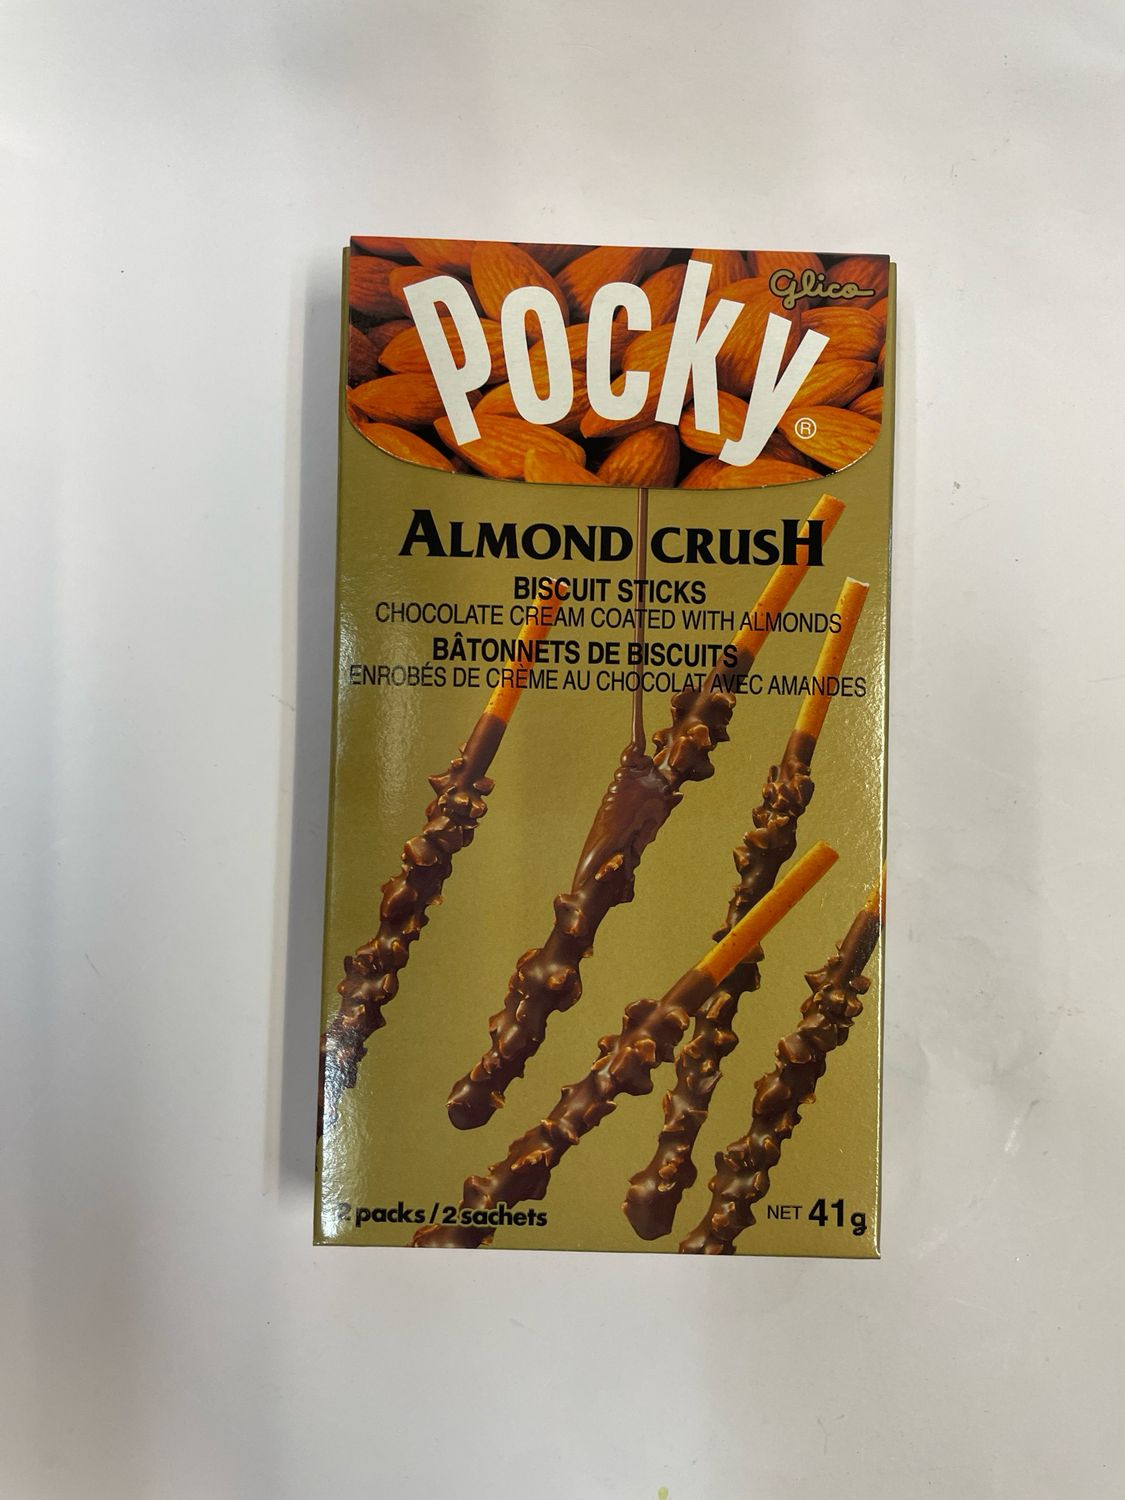 Glico
Pocky®
ALMOND CRUSH
BISCUIT STICKS
CHOCOLATE CREAM COATED WITH ALMONDS
BÂTONNETS DE BISCUITS
ENROBÉS DE CRÈME AU CHOCOLAT AVEC AMANDES
2 packs / 2 sachets
NET 41g